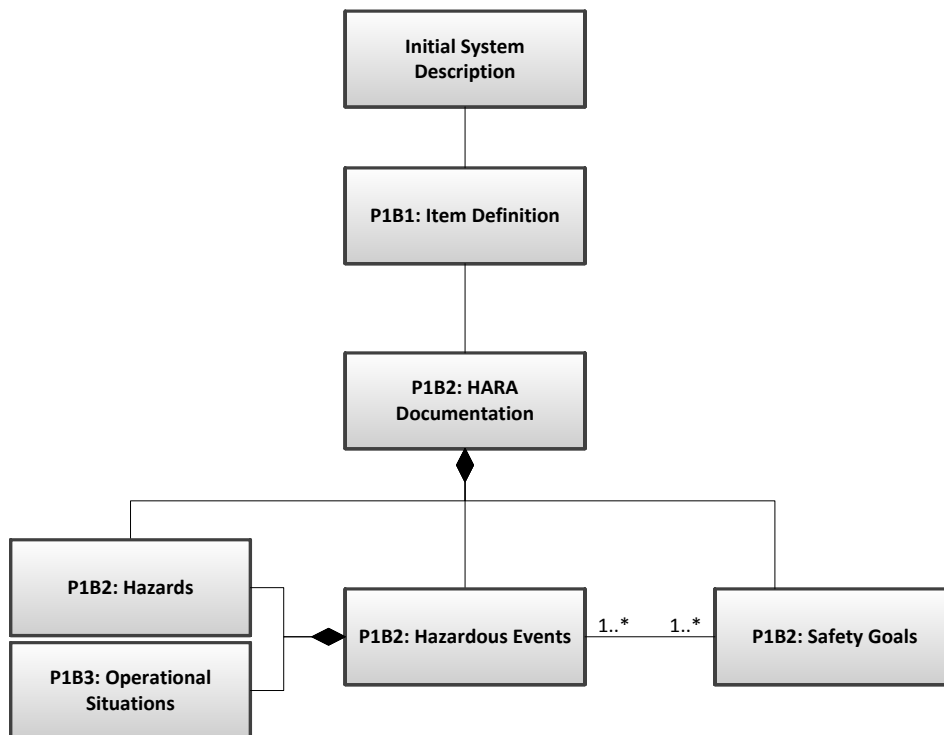 Initial System
Description
P1B1: Item Definition
P1B2: HARA
Documentation
P1B2: Hazards
P1B3: Operational
Situations
P1B2: Hazardous Events
1..*
1..*
P1B2: Safety Goals